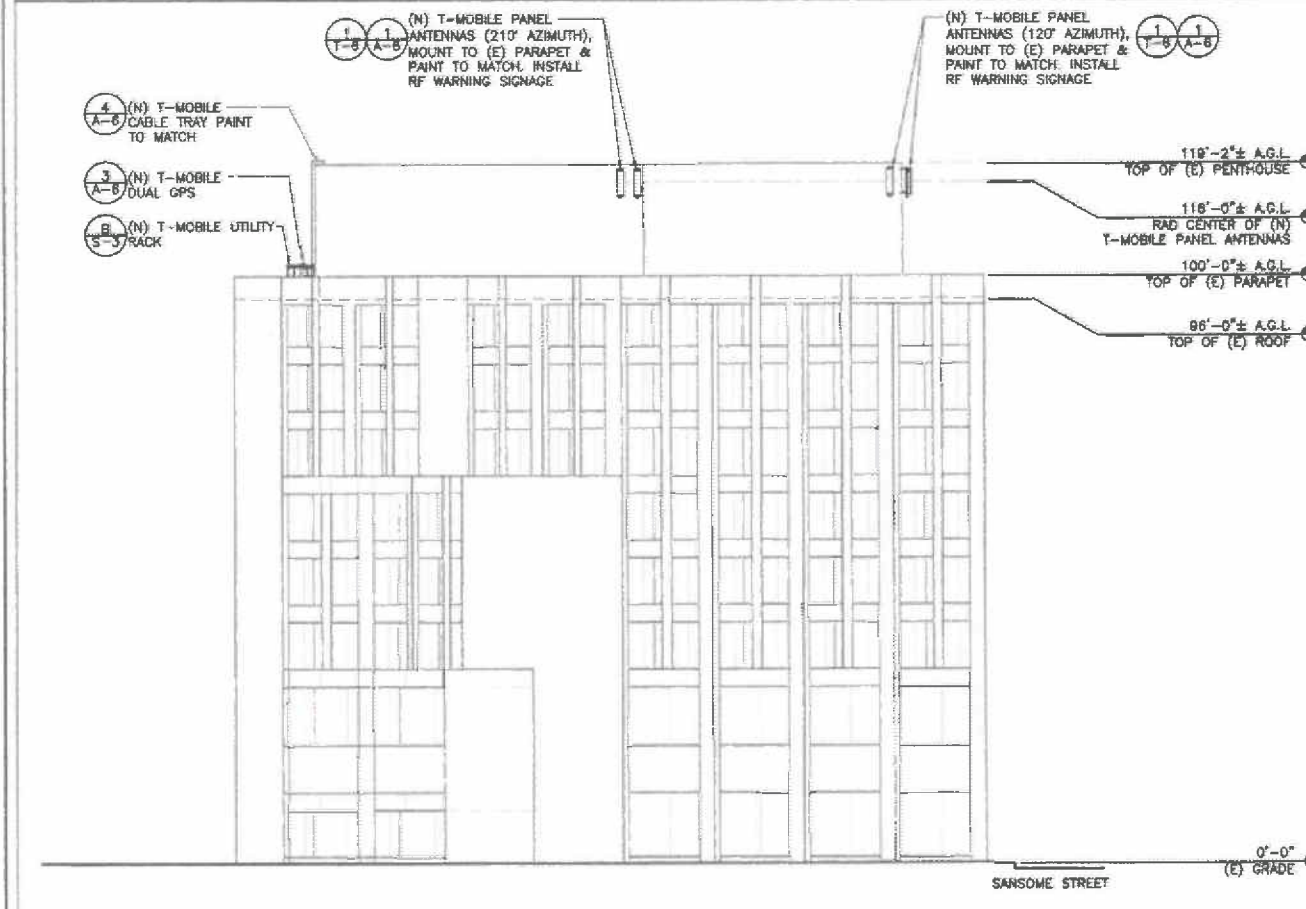 1
T-6
1
A-6
(N) T-MOBILE PANEL
ANTENNAS (210° AZIMUTH),
MOUNT TO (E) PARAPET &
PAINT TO MATCH. INSTALL
RF WARNING SIGNAGE
(N) T-MOBILE PANEL
ANTENNAS (120° AZIMUTH),
MOUNT TO (E) PARAPET &
PAINT TO MATCH. INSTALL
RF WARNING SIGNAGE
1
T-6
1
A-6
4
A-6
(N) T-MOBILE
CABLE TRAY PAINT
TO MATCH
3
A-6
(N) T-MOBILE
DUAL GPS
B
S-3
(N) T-MOBILE UTILITY
RACK
119'-2"± A.G.L.
TOP OF (E) PENTHOUSE
116'-0"± A.G.L.
RAD CENTER OF (N)
T-MOBILE PANEL ANTENNAS
100'-0"± A.G.L.
TOP OF (E) PARAPET
96'-0"± A.G.L.
TOP OF (E) ROOF
0'-0"
(E) GRADE
SANSOME STREET